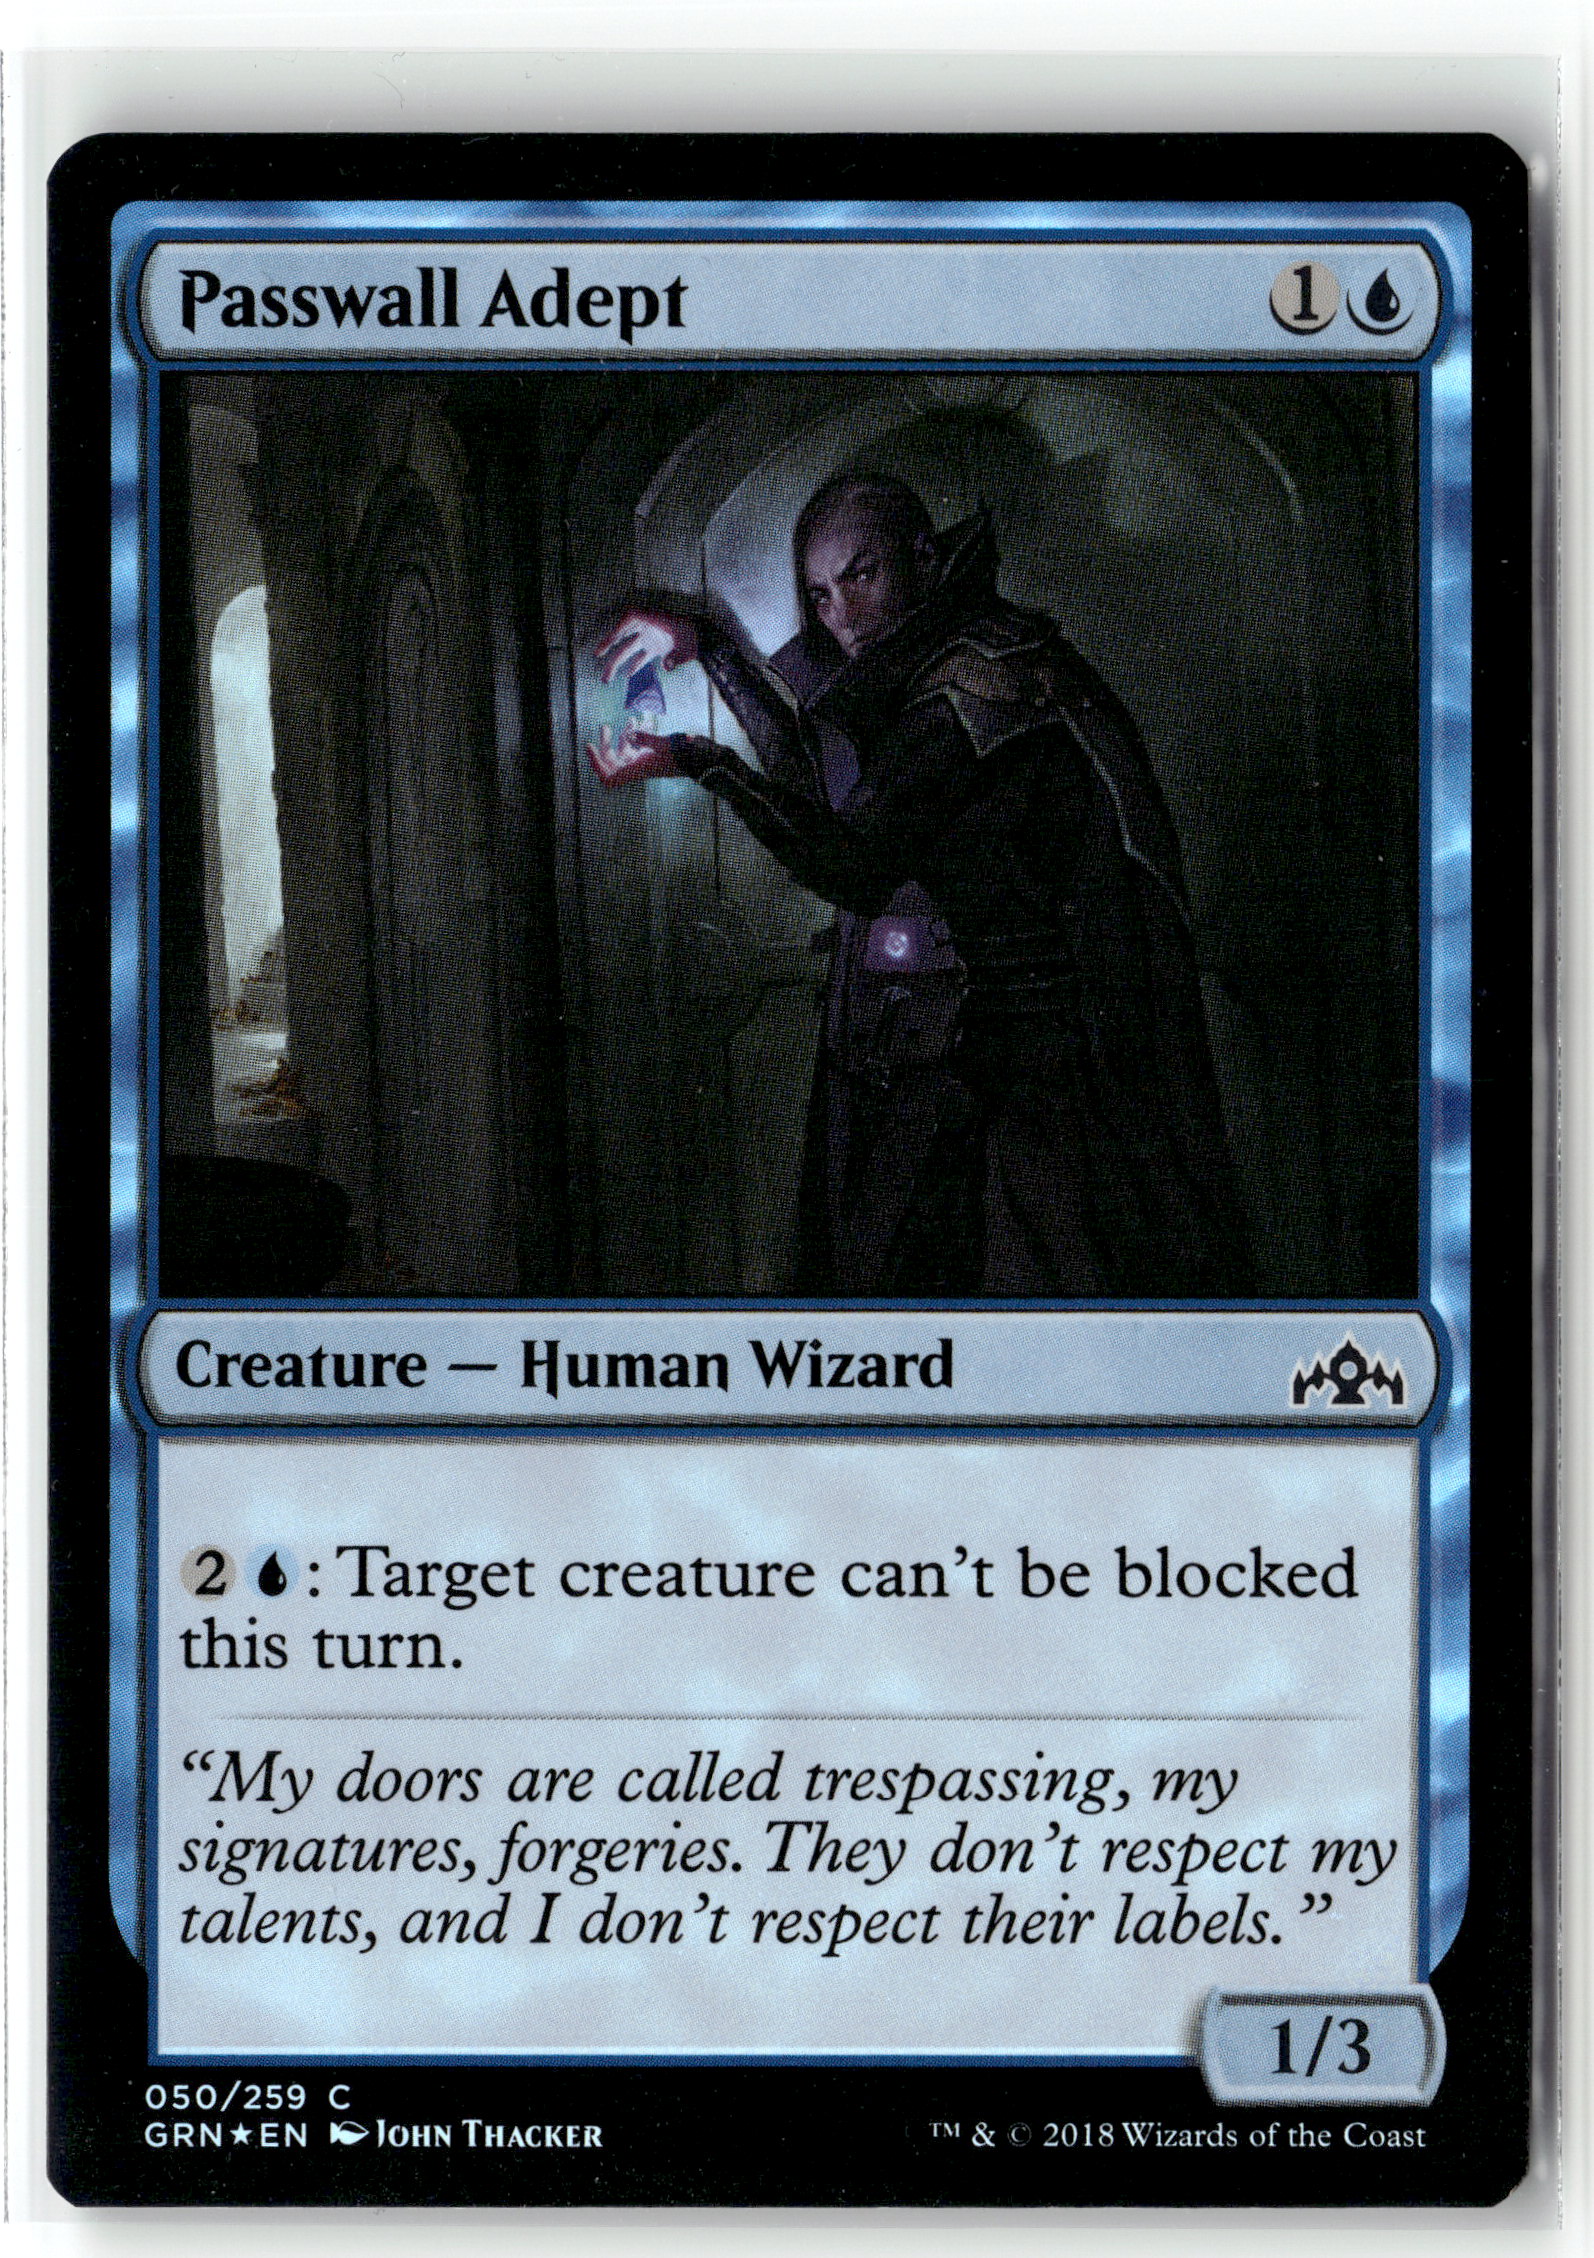 Passwall Adept 1
Creature — Human Wizard
2 : Target creature can't be blocked
this turn.
“My doors are called trespassing, my
signatures, forgeries. They don't respect my
talents, and I don't respect their labels.”
1/3
050/259 C
GRN★EN John Thacker
™ & © 2018 Wizards of the Coast